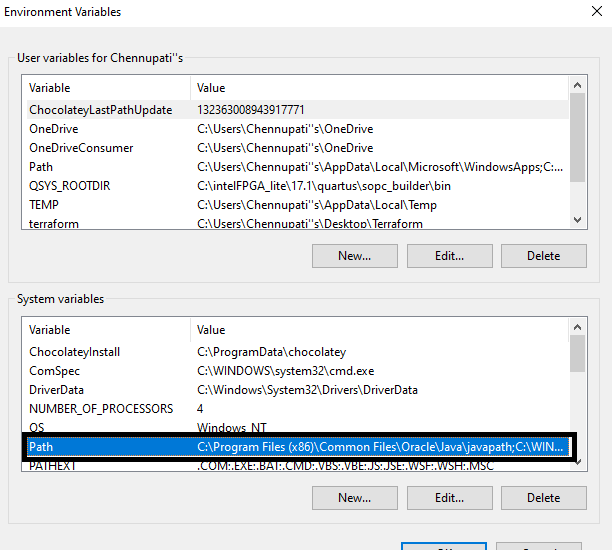 Environment Variables
User variables for Chennupati''s
Variable Value
ChocolateyLastPathUpdate 132363008943917771
OneDrive C:\Users\Chennupati''s\OneDrive
OneDriveConsumer C:\Users\Chennupati''s\OneDrive
Path C:\Users\Chennupati''s\AppData\Local\Microsoft\WindowsApps;C:...
QSYS_ROOTDIR C:\intelFPGA_lite\17.1\quartus\sopc_builder\bin
TEMP C:\Users\Chennupati''s\AppData\Local\Temp
terraform C:\Users\Chennupati''s\Desktop\Terraform
New... Edit... Delete
System variables
Variable Value
ChocolateyInstall C:\ProgramData\chocolatey
ComSpec C:\WINDOWS\system32\cmd.exe
DriverData C:\Windows\System32\Drivers\DriverData
NUMBER_OF_PROCESSORS 4
OS Windows_NT
Path C:\Program Files (x86)\Common Files\Oracle\Java\javapath;C:\WIN...
PATHEXT .COM;.EXE;.BAT;.CMD;.VBS;.VBE;.JS;.JSE;.WSF;.WSH;.MSC
New... Edit... Delete